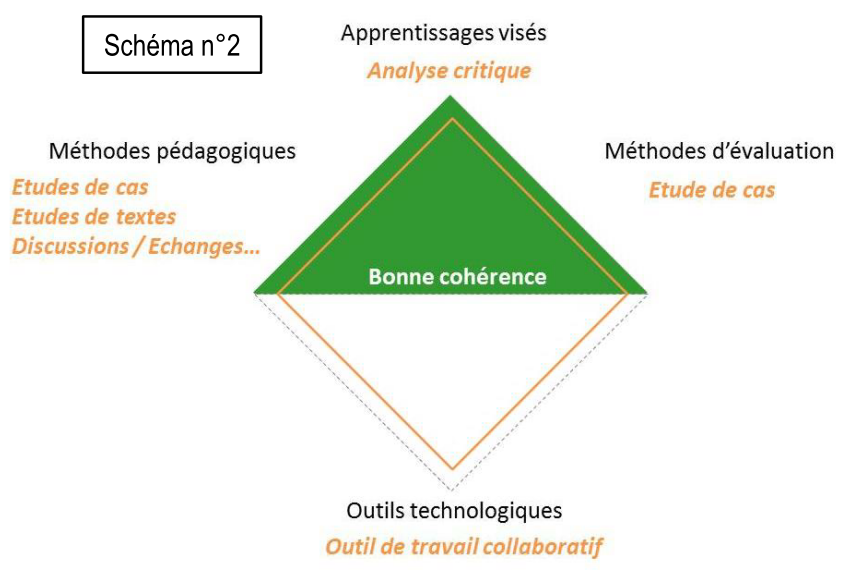 Schéma n°2
Apprentissages visés
Analyse critique
Méthodes pédagogiques
Etudes de cas
Etudes de textes
Discussions / Echanges...
Méthodes d'évaluation
Etude de cas
Bonne cohérence
Outils technologiques
Outil de travail collaboratif